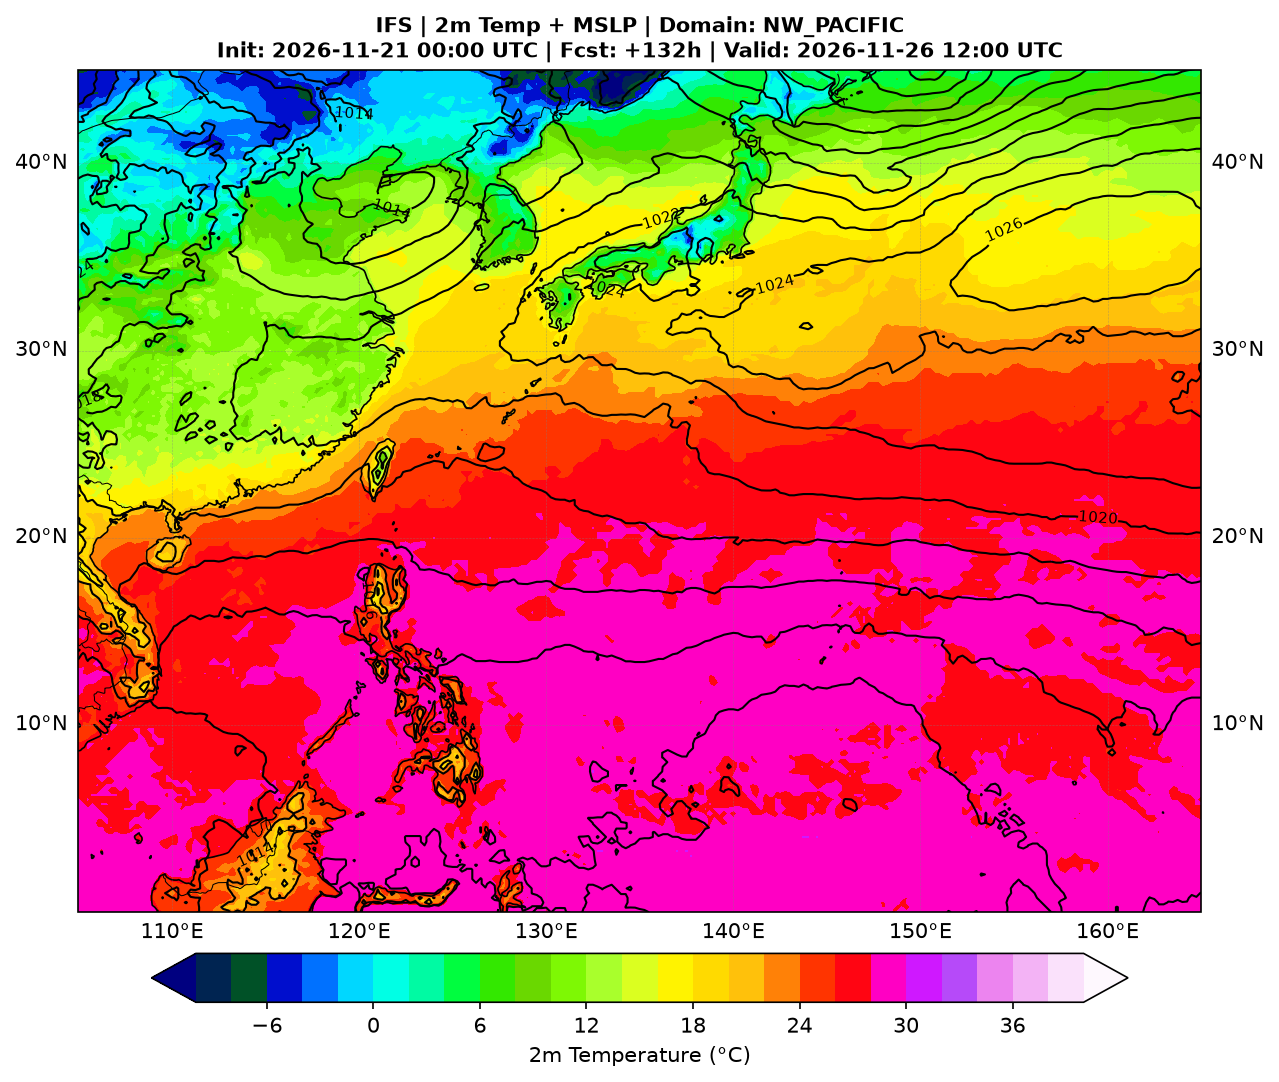 IFS | 2m Temp + MSLP | Domain: NW_PACIFIC
Init: 2026-11-21 00:00 UTC | Fcst: +132h | Valid: 2026-11-26 12:00 UTC
1014
40°N
40°N
1014
1022
1026
24
1024
1024
30°N
30°N
18
1020
20°N
20°N
10°N
10°N
1014
110°E 120°E 130°E 140°E 150°E 160°E
−6 0 6 12 18 24 30 36
2m Temperature (°C)